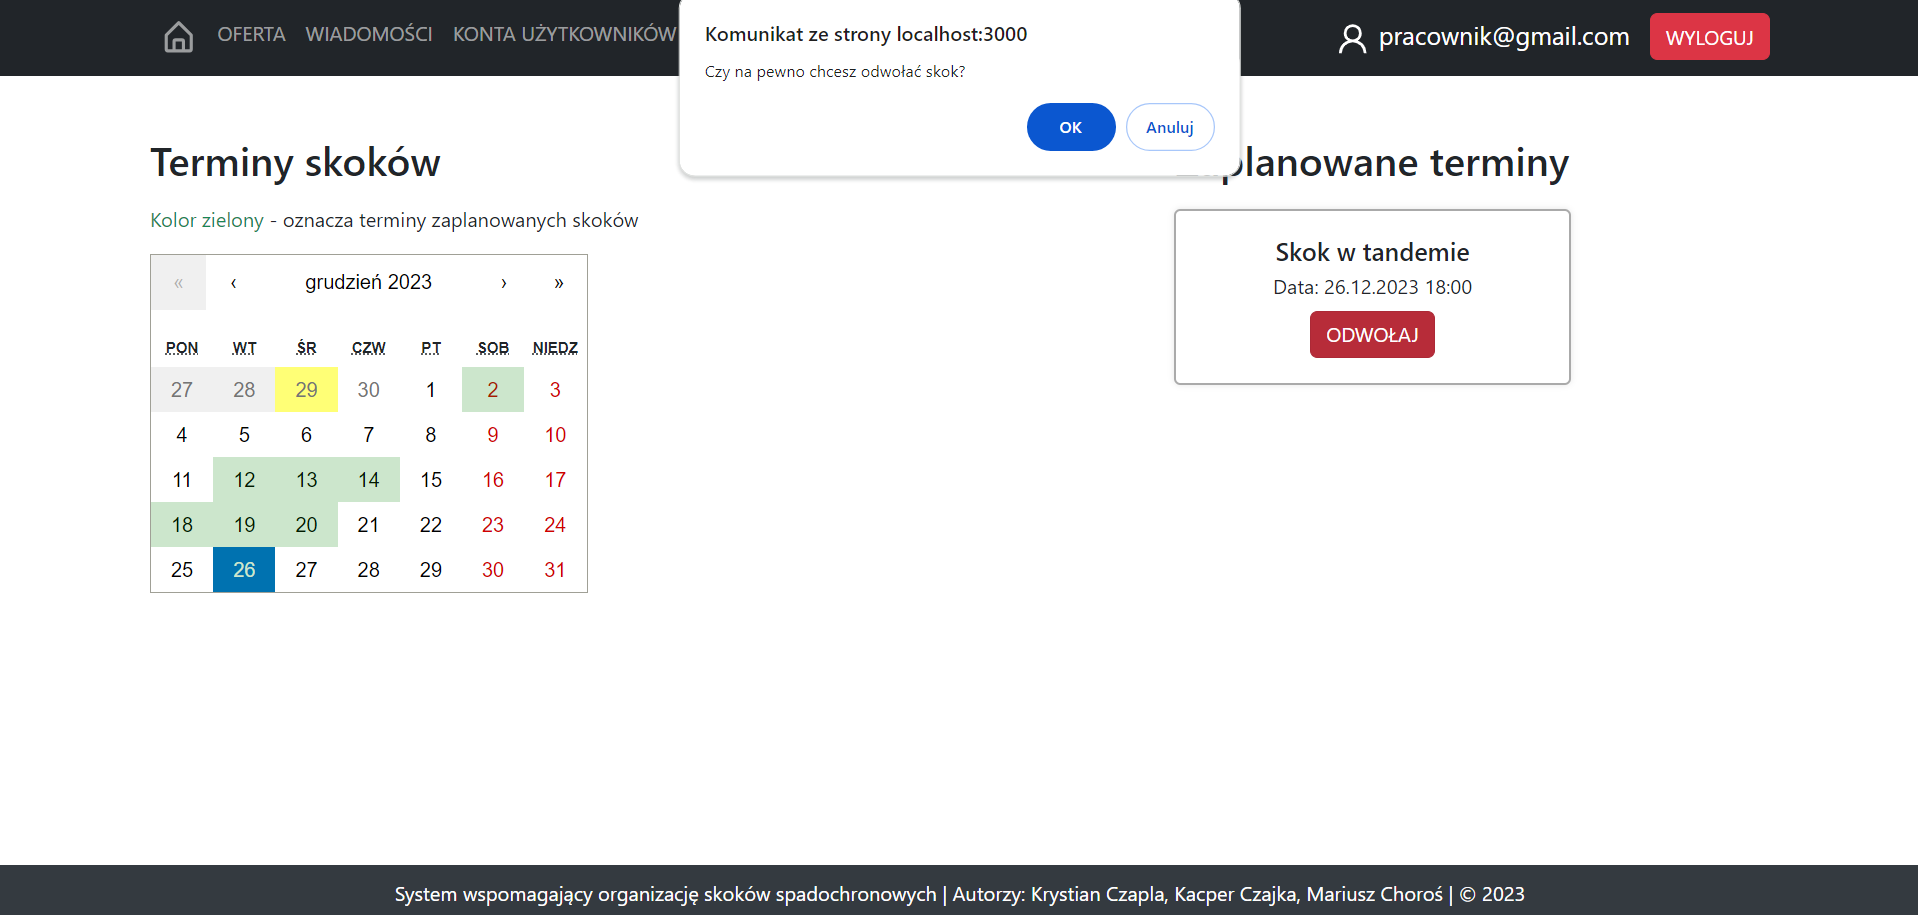 OFERTA WIADOMOŚCI KONTA UŻYTKOWNIKÓW
Komunikat ze strony localhost:3000
Czy na pewno chcesz odwołać skok?
OK Anuluj
pracownik@gmail.com WYLOGUJ
Terminy skoków
Kolor zielony - oznacza terminy zaplanowanych skoków
« ‹ grudzień 2023 › »
PON WT ŚR CZW PT SOB NIEDZ
27 28 29 30 1 2 3
4 5 6 7 8 9 10
11 12 13 14 15 16 17
18 19 20 21 22 23 24
25 26 27 28 29 30 31
planowane terminy
Skok w tandemie
Data: 26.12.2023 18:00
ODWOŁAJ
System wspomagający organizację skoków spadochronowych | Autorzy: Krystian Czapla, Kacper Czajka, Mariusz Choroś | © 2023